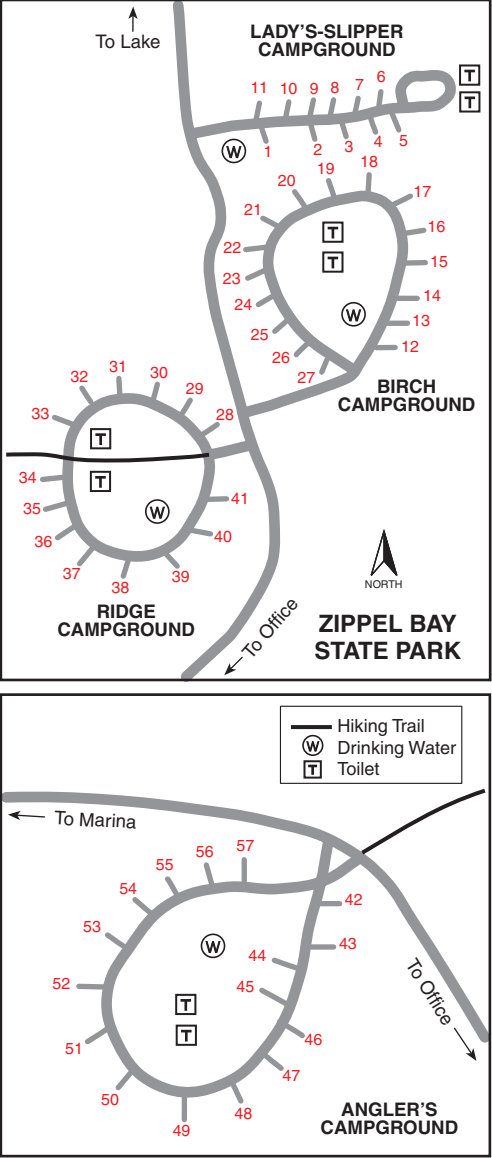 To Lake
LADY'S-SLIPPER
CAMPGROUND
T
T
11
10
9
8
7
6
W
1
2
3
4
5
18
19
20
17
21
16
T
22
T
15
23
24
14
W
13
25
12
26
27
BIRCH
CAMPGROUND
31
30
32
29
33
28
T
34
T
41
35
W
36
40
37
38
39
RIDGE
CAMPGROUND
NORTH
To Office
ZIPPEL BAY
STATE PARK
Hiking Trail
W Drinking Water
T Toilet
To Marina
57
56
55
54
42
53
W
43
44
52
45
T
T
46
51
47
50
48
49
To Office
ANGLER'S
CAMPGROUND